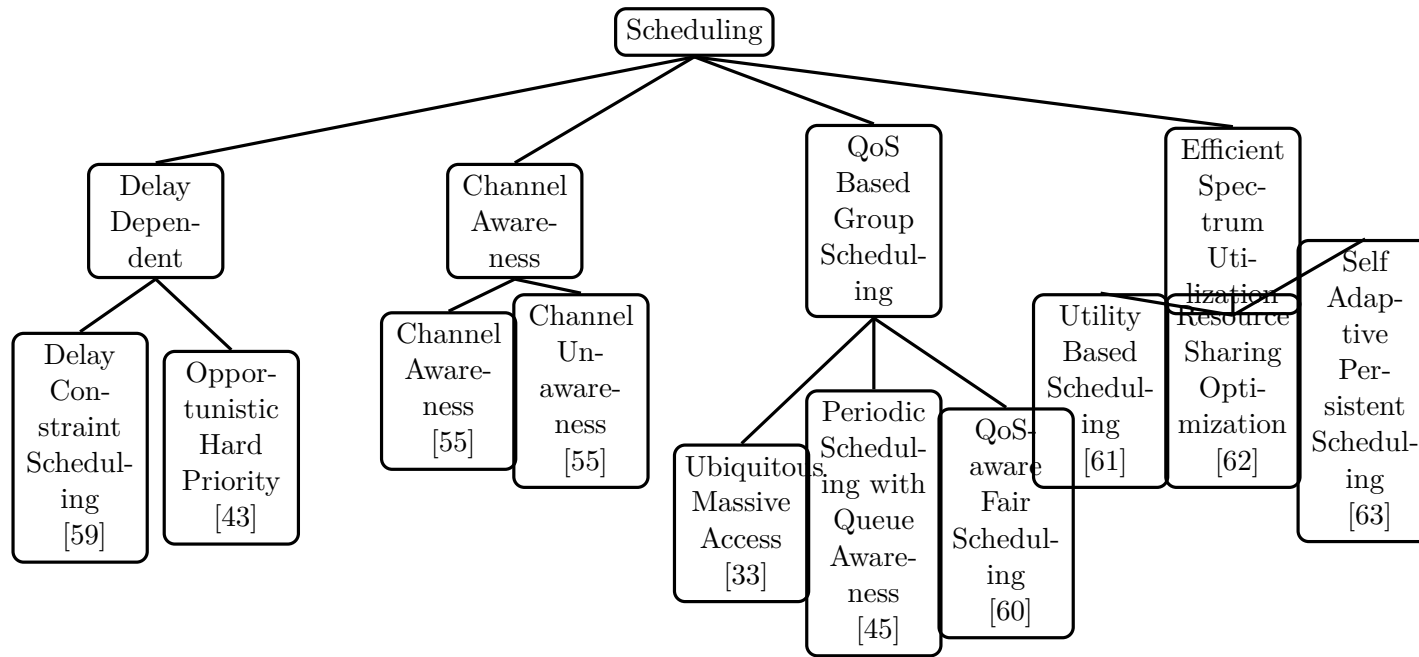 Scheduling
Delay
Depen-
dent
Channel
Aware-
ness
QoS
Based
Group
Schedul-
ing
Efficient
Spec-
trum
Uti-
lization
Delay
Con-
straint
Schedul-
ing
[59]
Oppor-
tunistic
Hard
Priority
[43]
Channel
Aware-
ness
[55]
Channel
Un-
aware-
ness
[55]
Ubiquitous
Massive
Access
[33]
Periodic
Schedul-
ing with
Queue
Aware-
ness
[45]
QoS-
aware
Fair
Schedul-
ing
[60]
Utility
Based
Schedul-
ing
[61]
Resource
Sharing
Opti-
mization
[62]
Self
Adap-
tive
Per-
sistent
Schedul-
ing
[63]